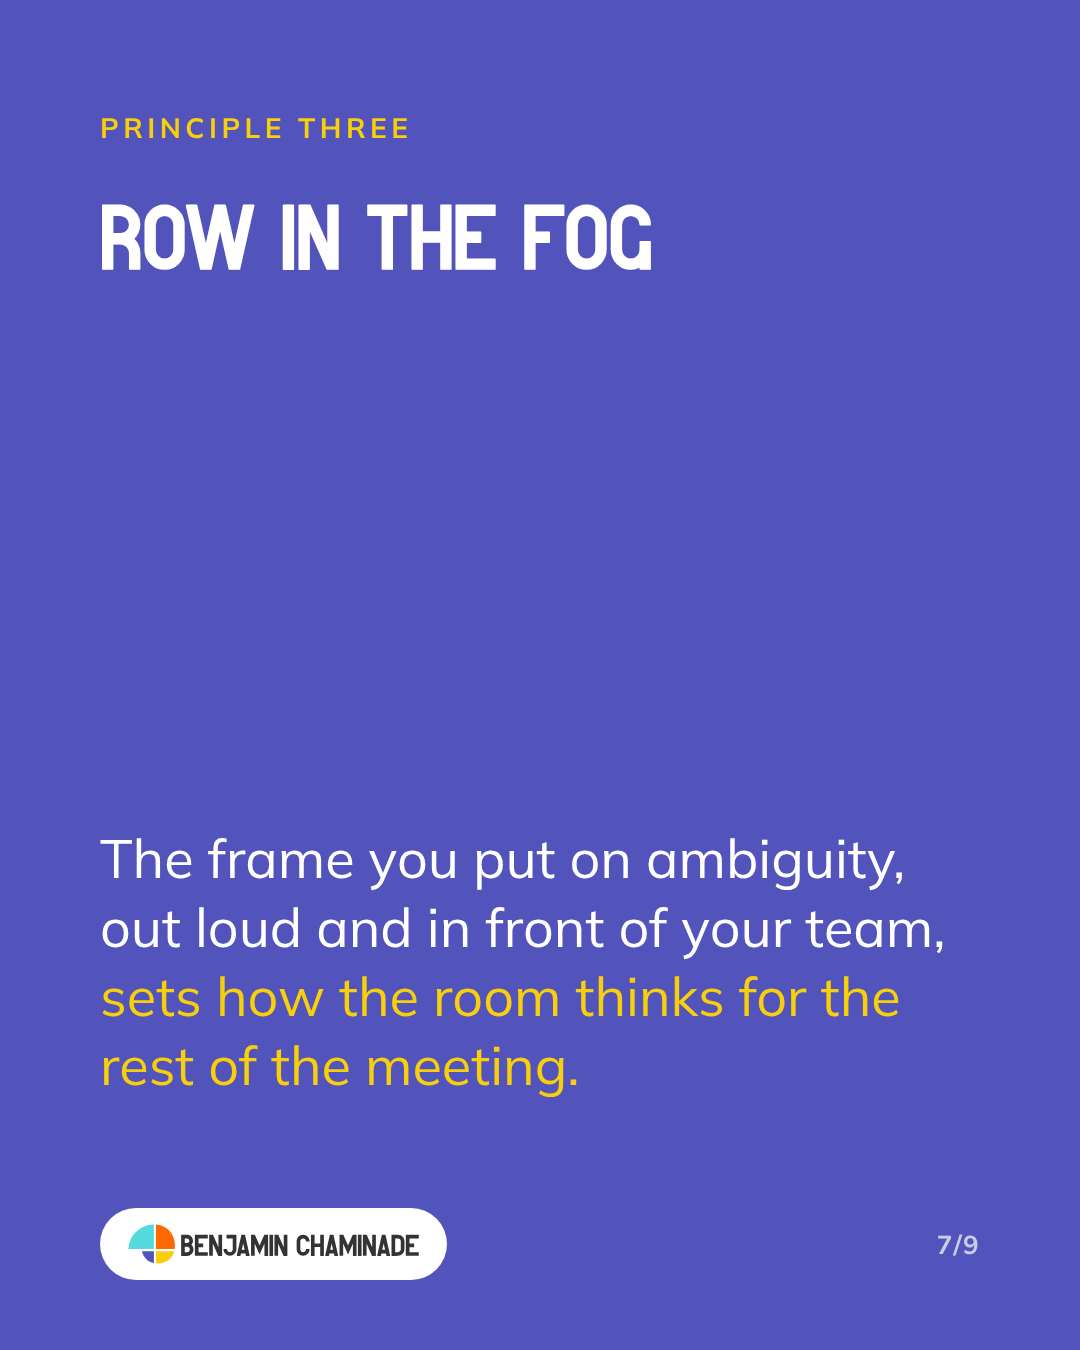 PRINCIPLE THREE
ROW IN THE FOG
The frame you put on ambiguity,
out loud and in front of your team,
sets how the room thinks for the
rest of the meeting.
BENJAMIN CHAMINADE
7/9